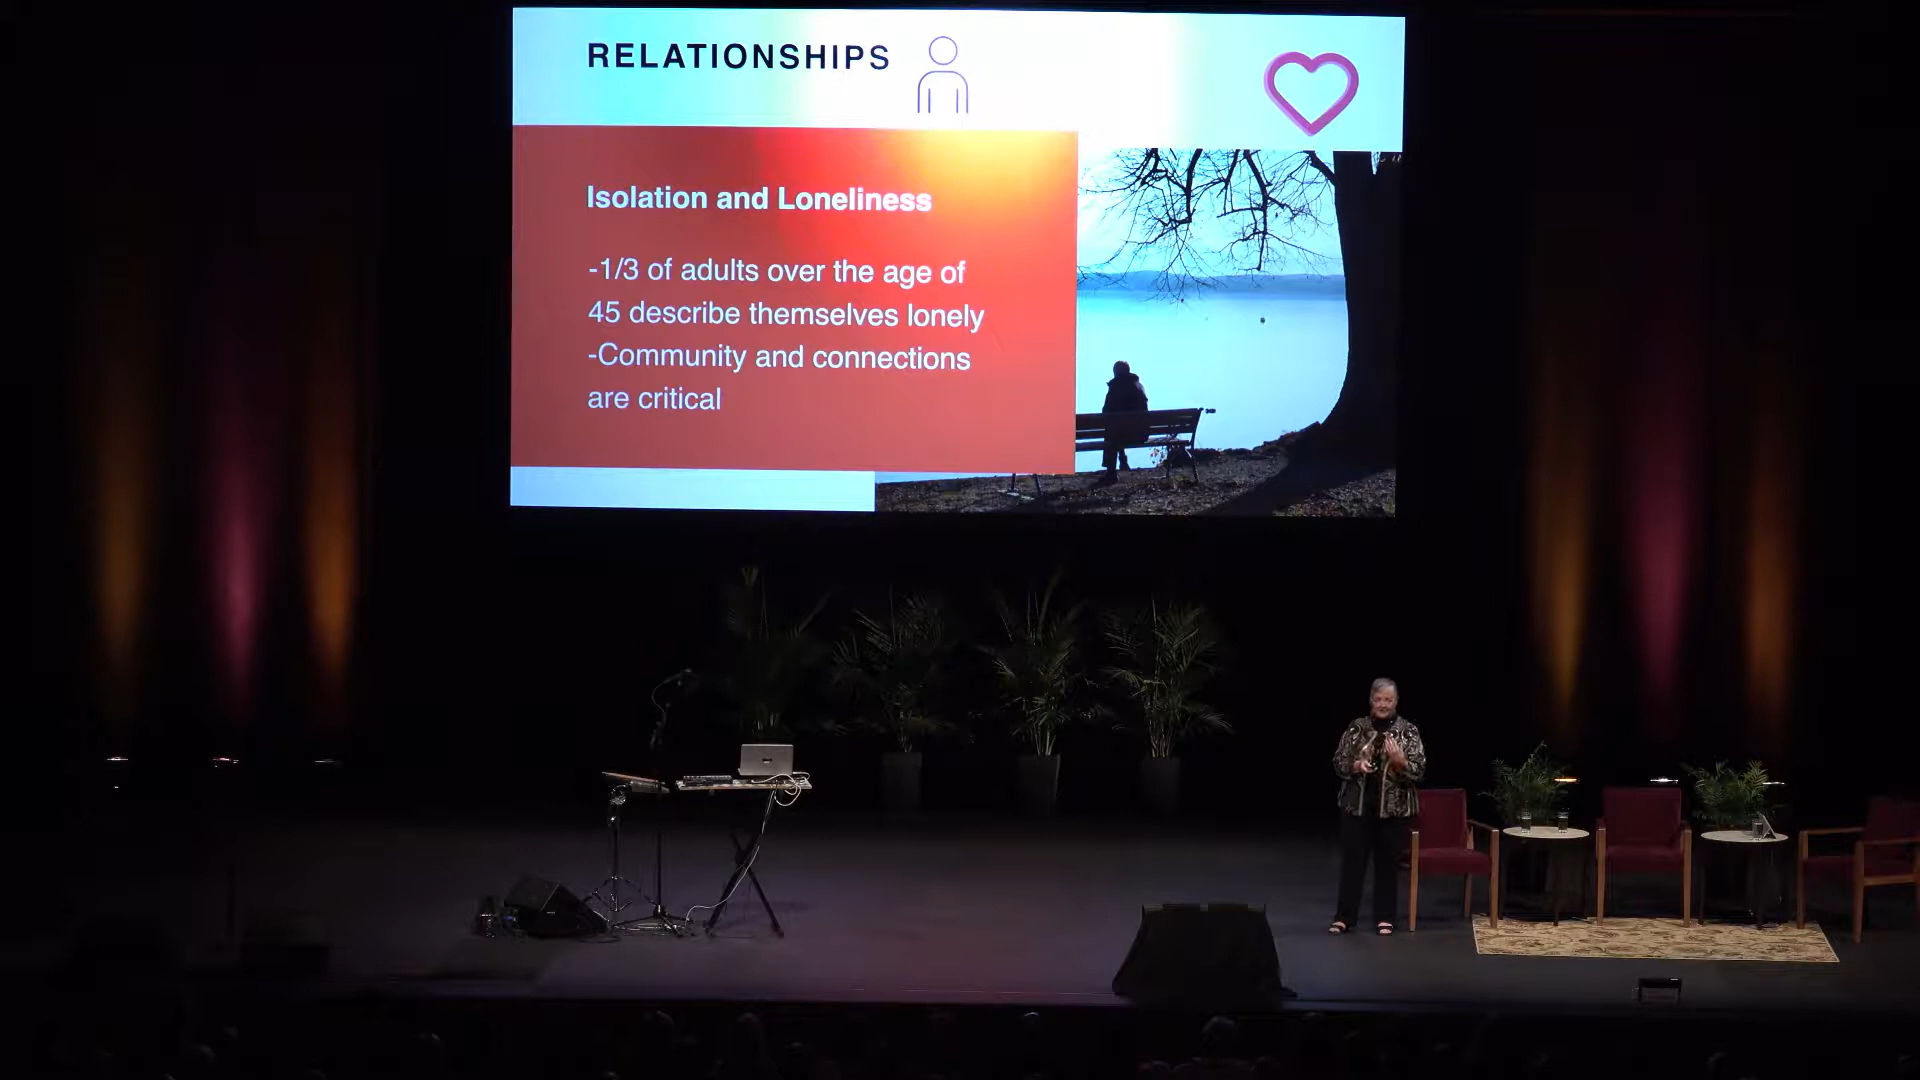 RELATIONSHIPS
Isolation and Loneliness
-1/3 of adults over the age of
45 describe themselves lonely
-Community and connections
are critical